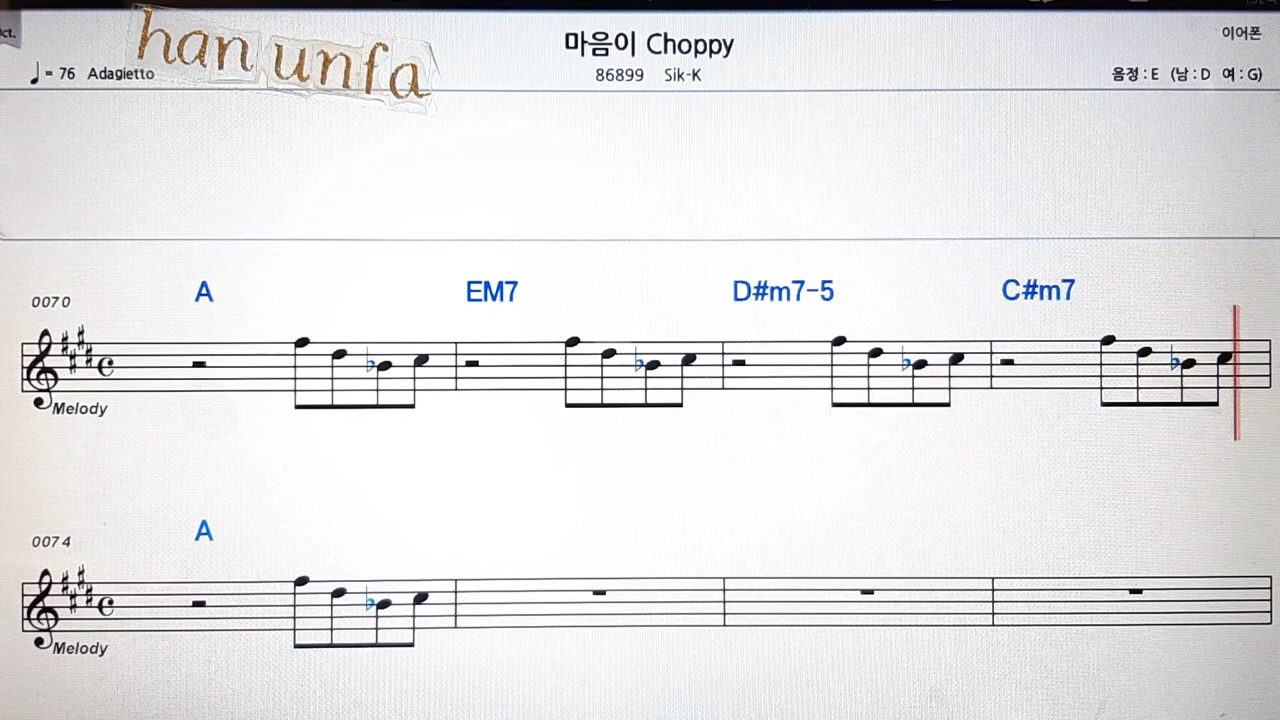 ct.
han unfa
마음이 Choppy
이어폰
♩= 76 Adagietto
86899 Sik-K
음정 : E (남 : D 여 : G)
A EM7 D#m7-5 C#m7
0070
Melody
A
0074
Melody